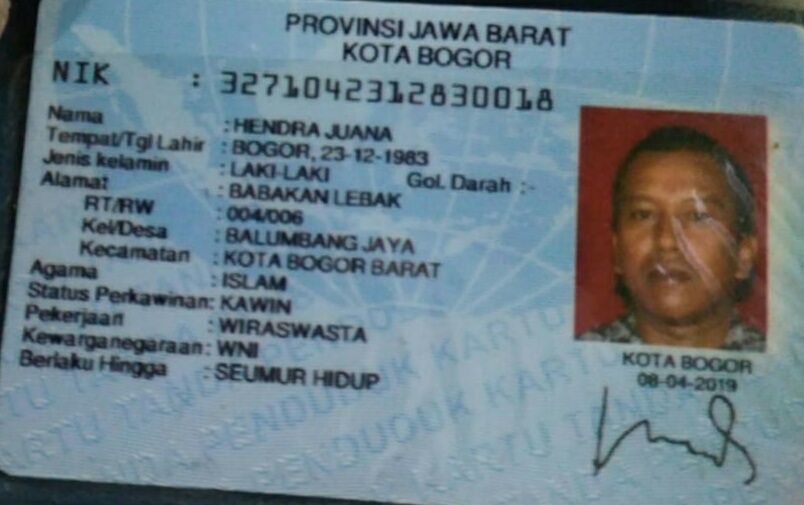 PROVINSI JAWA BARAT
KOTA BOGOR
NIK : 3271042312830018
Nama : HENDRA JUANA
Tempat/Tgl Lahir : BOGOR, 23-12-1983
Jenis kelamin : LAKI-LAKI Gol. Darah :-
Alamat : BABAKAN LEBAK
RT/RW : 004/006
Kel/Desa : BALUMBANG JAYA
Kecamatan : KOTA BOGOR BARAT
Agama : ISLAM
Status Perkawinan: KAWIN
Pekerjaan : WIRASWASTA
Kewarganegaraan: WNI
Berlaku Hingga : SEUMUR HIDUP
KOTA BOGOR
08-04-2019
KARTU TANDA PENDUDUK KARTU TANDA PENDUDUK